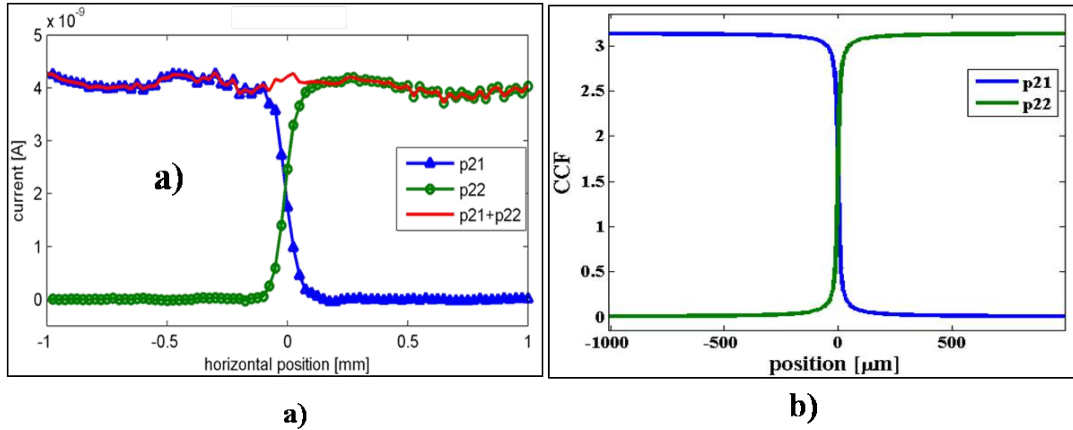 x 10⁻⁹
5
4
3
2
1
0
current [A]
a)
p21
p22
p21+p22
-1
-0.5
0
0.5
1
horizontal position [mm]
a)
b)
3
2.5
2
1.5
1
0.5
0
CCF
p21
p22
-1000
-500
0
500
position [μm]
b)